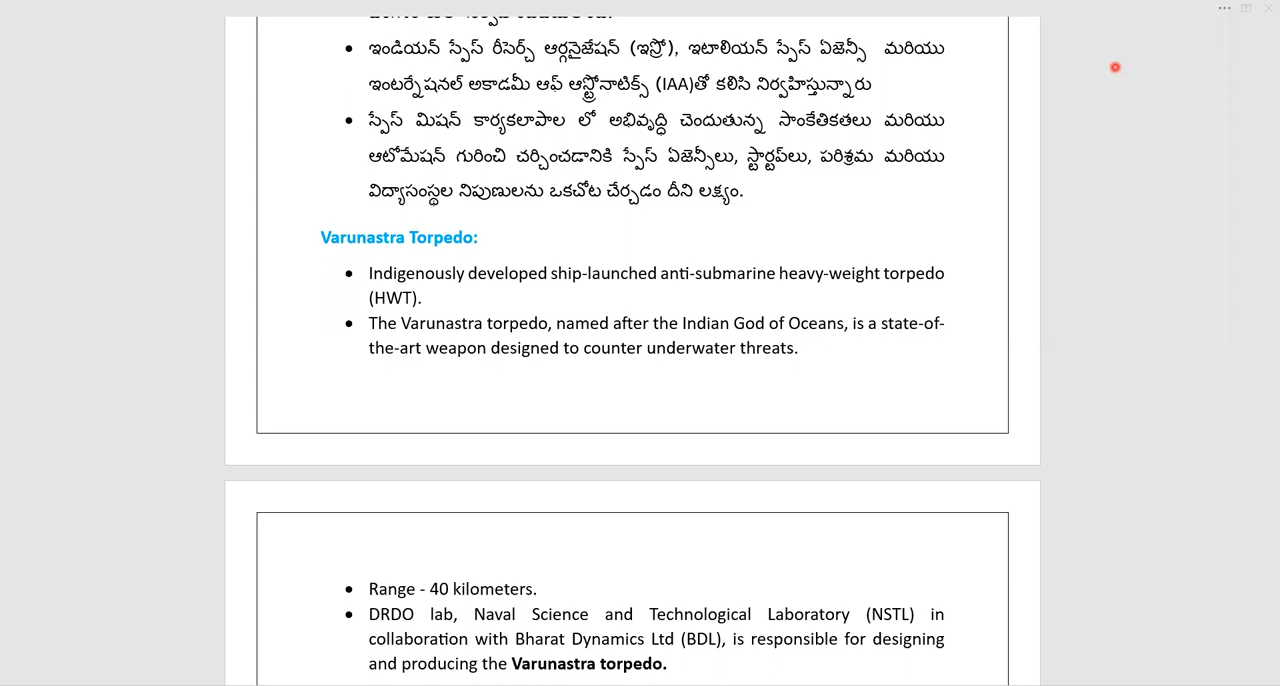 ఇండియన్ స్పేస్ రీసెర్చ్ ఆర్గనైజేషన్ (ఇస్రో), ఇటాలియన్ స్పేస్ ఏజెన్సీ మరియు
ఇంటర్నేషనల్ అకాడమీ ఆఫ్ ఆస్ట్రోనాటిక్స్ (IAA)తో కలిసి నిర్వహిస్తున్నారు
స్పేస్ మిషన్ కార్యకలాపాల లో అభివృద్ధి చెందుతున్న సాంకేతికతలు మరియు
ఆటోమేషన్ గురించి చర్చించడానికి స్పేస్ ఏజెన్సీలు, స్టార్టప్‌లు, పరిశ్రమ మరియు
విద్యాసంస్థల నిపుణులను ఒకచోట చేర్చడం దీని లక్ష్యం.
Varunastra Torpedo:
Indigenously developed ship-launched anti-submarine heavy-weight torpedo
(HWT).
The Varunastra torpedo, named after the Indian God of Oceans, is a state-of-
the-art weapon designed to counter underwater threats.
Range - 40 kilometers.
DRDO lab, Naval Science and Technological Laboratory (NSTL) in
collaboration with Bharat Dynamics Ltd (BDL), is responsible for designing
and producing the Varunastra torpedo.